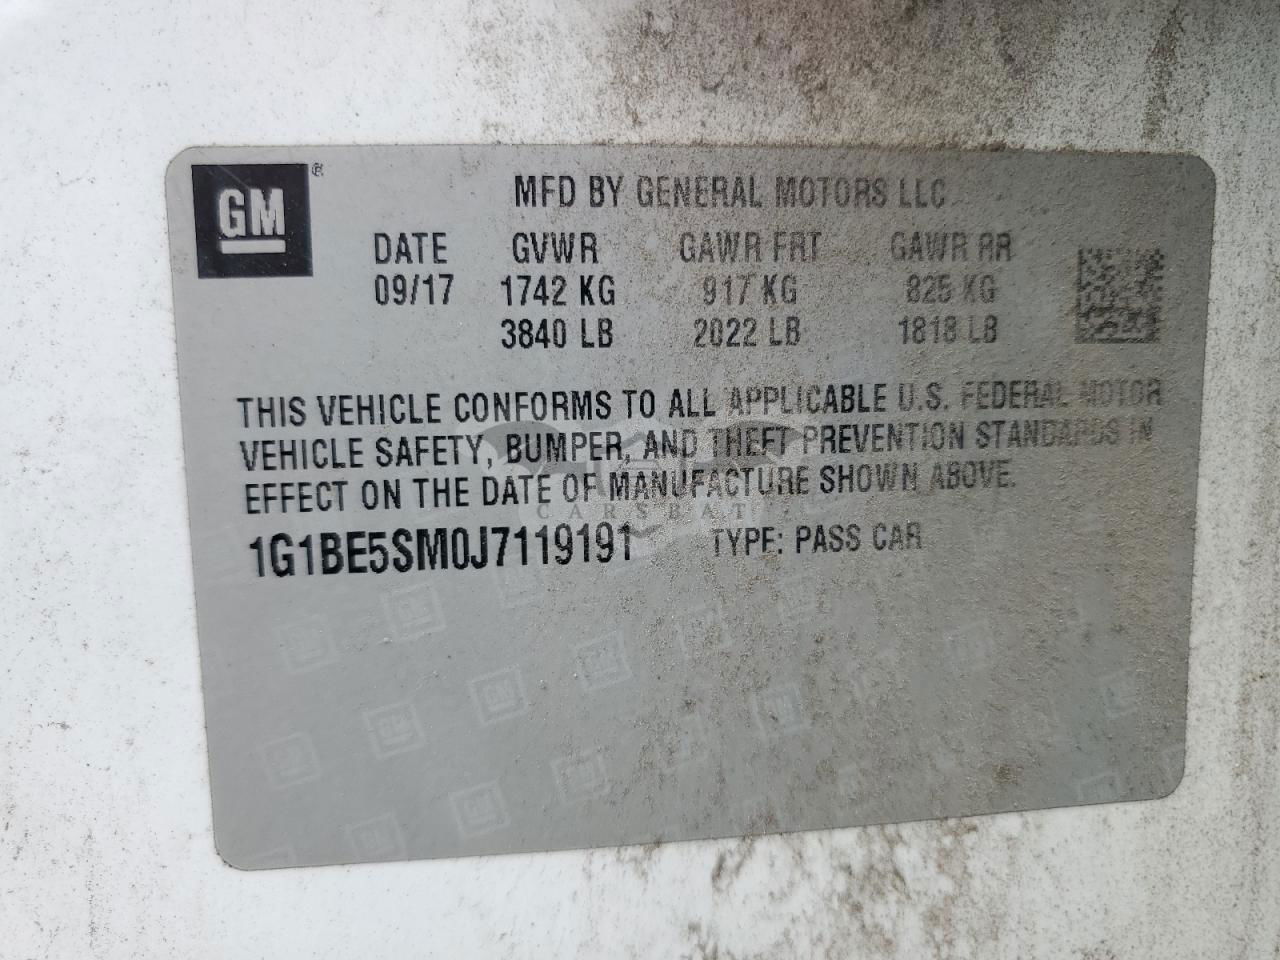 GM ®
MFD BY GENERAL MOTORS LLC
DATE GVWR GAWR FRT GAWR RR
09/17 1742 KG 917 KG 825 KG
3840 LB 2022 LB 1818 LB
THIS VEHICLE CONFORMS TO ALL APPLICABLE U.S. FEDERAL MOTOR
VEHICLE SAFETY, BUMPER, AND THEFT PREVENTION STANDARDS IN
EFFECT ON THE DATE OF MANUFACTURE SHOWN ABOVE.
1G1BE5SM0J7119191 TYPE: PASS CAR